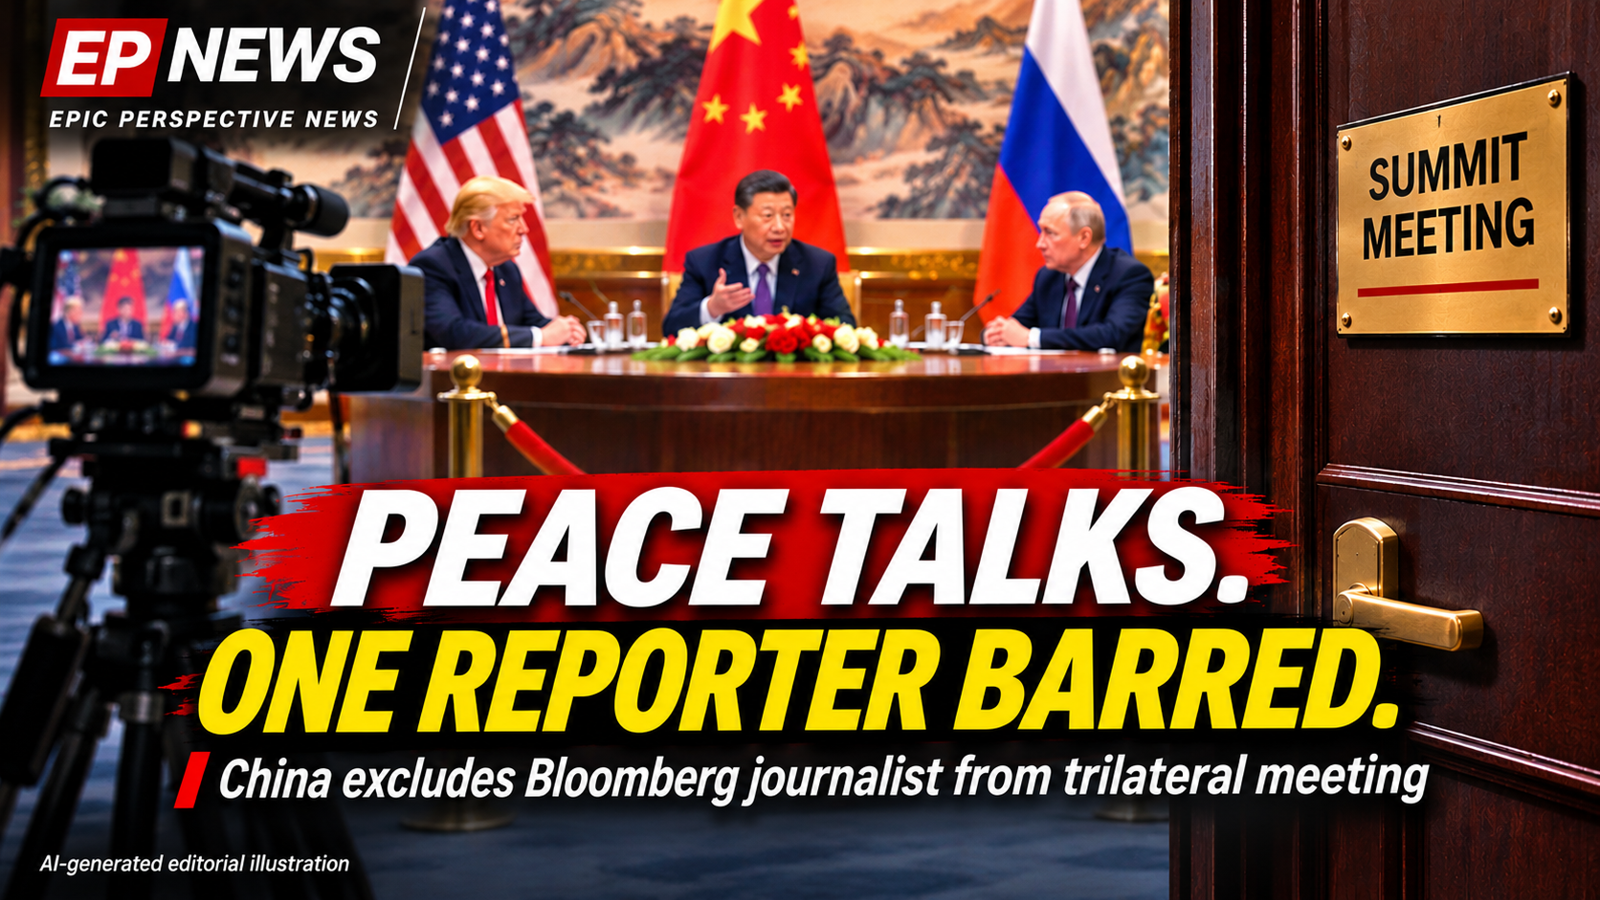 EP NEWS
EPIC PERSPECTIVE NEWS
SUMMIT
MEETING
PEACE TALKS.
ONE REPORTER BARRED.
China excludes Bloomberg journalist from trilateral meeting
AI-generated editorial illustration